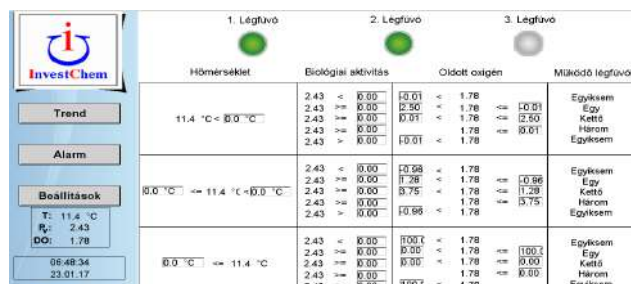 1. Légfúvó 2. Légfúvó 3. Légfúvó
i
InvestChem
Hőmérséklet Biológiai aktivitás Oldott oxigén Működő légfúvó
Trend
Alarm
Beállítások
T: 11.4 °C
P: 2.43
DO: 1.78
06:48:34
23.01.17
11.4 °C < 0.0 °C
2.43 < 0.00 -0.01 < 1.78 Egyiksem
2.43 >= 0.00 2.50 < 1.78 <= -0.01 Egy
2.43 >= 0.00 0.01 < 1.78 <= 2.50 Kettő
2.43 >= 0.00 1.78 <= 0.01 Három
2.43 > 0.00 -0.01 < 1.78 Egyiksem
0.0 °C <= 11.4 °C < 0.0 °C
2.43 < 0.00 -0.96 < 1.78 Egyiksem
2.43 >= 0.00 1.28 < 1.78 <= -0.96 Egy
2.43 >= 0.00 3.75 < 1.78 <= 1.28 Kettő
2.43 >= 0.00 1.78 <= 3.75 Három
2.43 > 0.00 -0.96 < 1.78 Egyiksem
0.0 °C <= 11.4 °C
2.43 < 0.00 100.0 < 1.78 Egyiksem
2.43 >= 0.00 0.00 < 1.78 <= 100.0 Egy
2.43 >= 0.00 0.00 < 1.78 <= 0.00 Kettő
2.43 >= 0.00 1.78 <= 0.00 Három